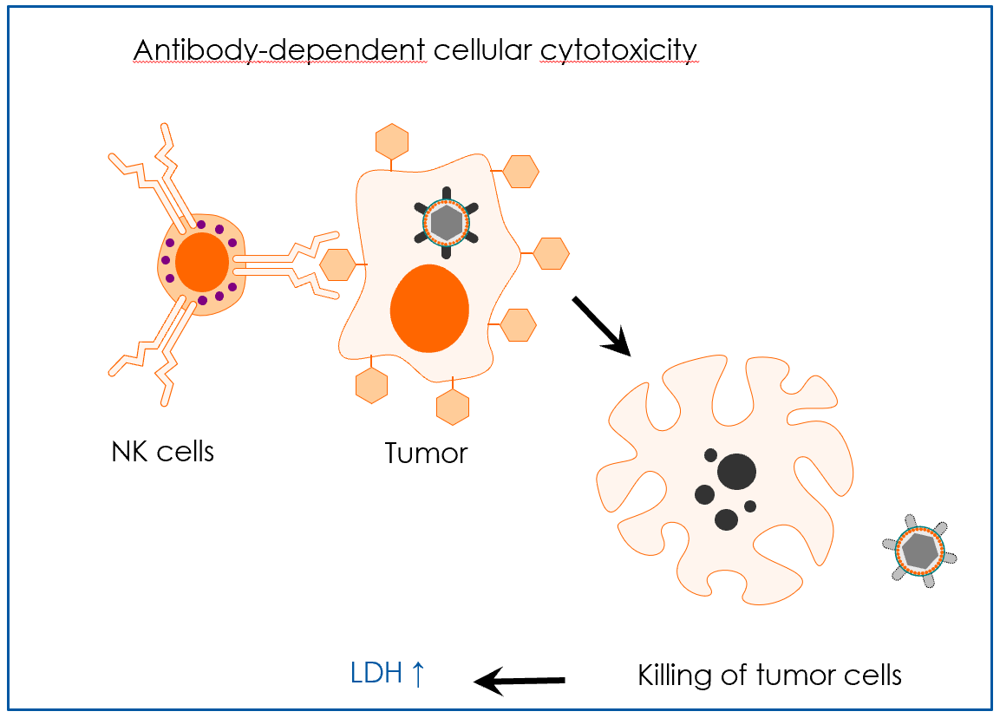 Antibody-dependent cellular cytotoxicity
NK cells
Tumor
LDH ↑
Killing of tumor cells